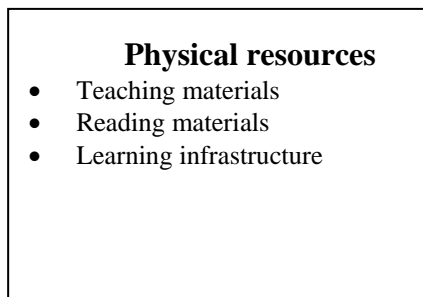 Physical resources
• Teaching materials
• Reading materials
• Learning infrastructure